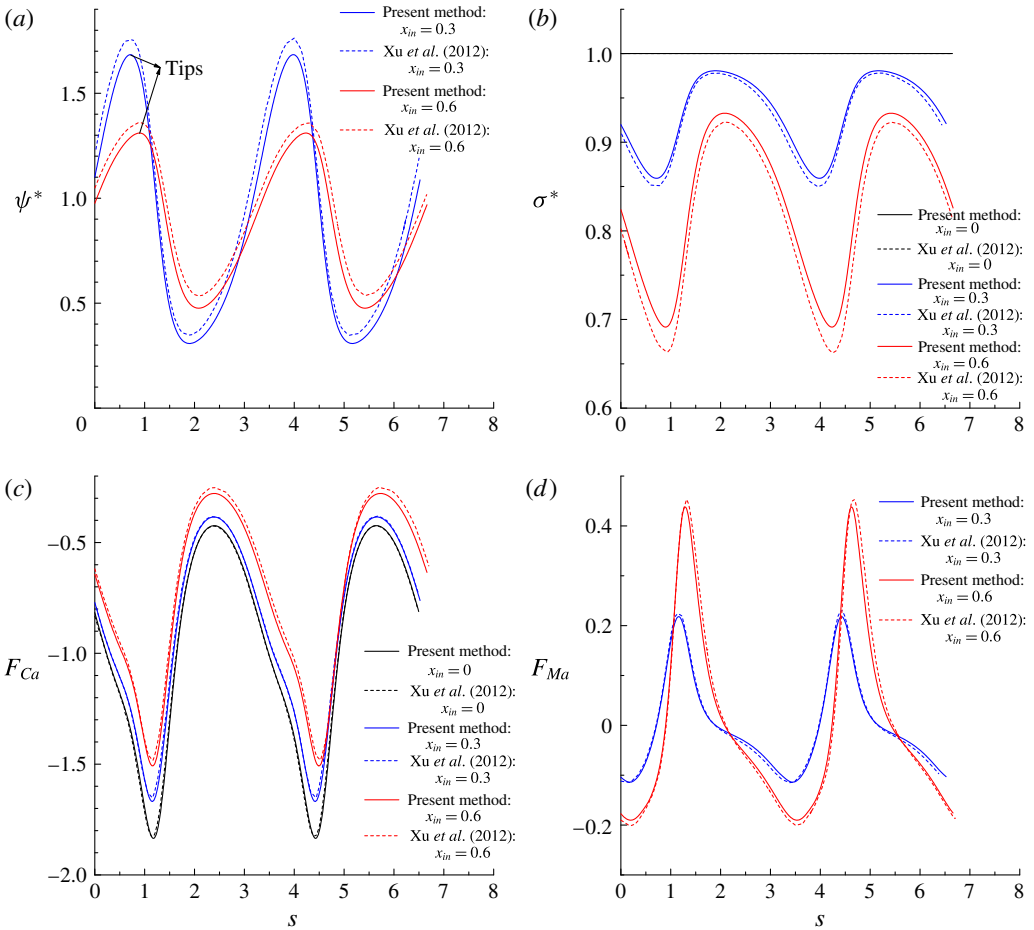 (a)
ψ*
1.5
1.0
0.5
0
0
1
2
3
4
5
6
7
8
Tips
Present method:
x_in = 0.3
Xu et al. (2012):
x_in = 0.3
Present method:
x_in = 0.6
Xu et al. (2012):
x_in = 0.6
(b)
σ*
1.0
0.9
0.8
0.7
0.6
0
1
2
3
4
5
6
7
8
Present method:
x_in = 0
Xu et al. (2012):
x_in = 0
Present method:
x_in = 0.3
Xu et al. (2012):
x_in = 0.3
Present method:
x_in = 0.6
Xu et al. (2012):
x_in = 0.6
(c)
F_Ca
−0.5
−1.0
−1.5
−2.0
0
1
2
3
4
5
6
7
8
s
Present method:
x_in = 0
Xu et al. (2012):
x_in = 0
Present method:
x_in = 0.3
Xu et al. (2012):
x_in = 0.3
Present method:
x_in = 0.6
Xu et al. (2012):
x_in = 0.6
(d)
F_Ma
0.4
0.2
0
−0.2
0
1
2
3
4
5
6
7
8
s
Present method:
x_in = 0.3
Xu et al. (2012):
x_in = 0.3
Present method:
x_in = 0.6
Xu et al. (2012):
x_in = 0.6